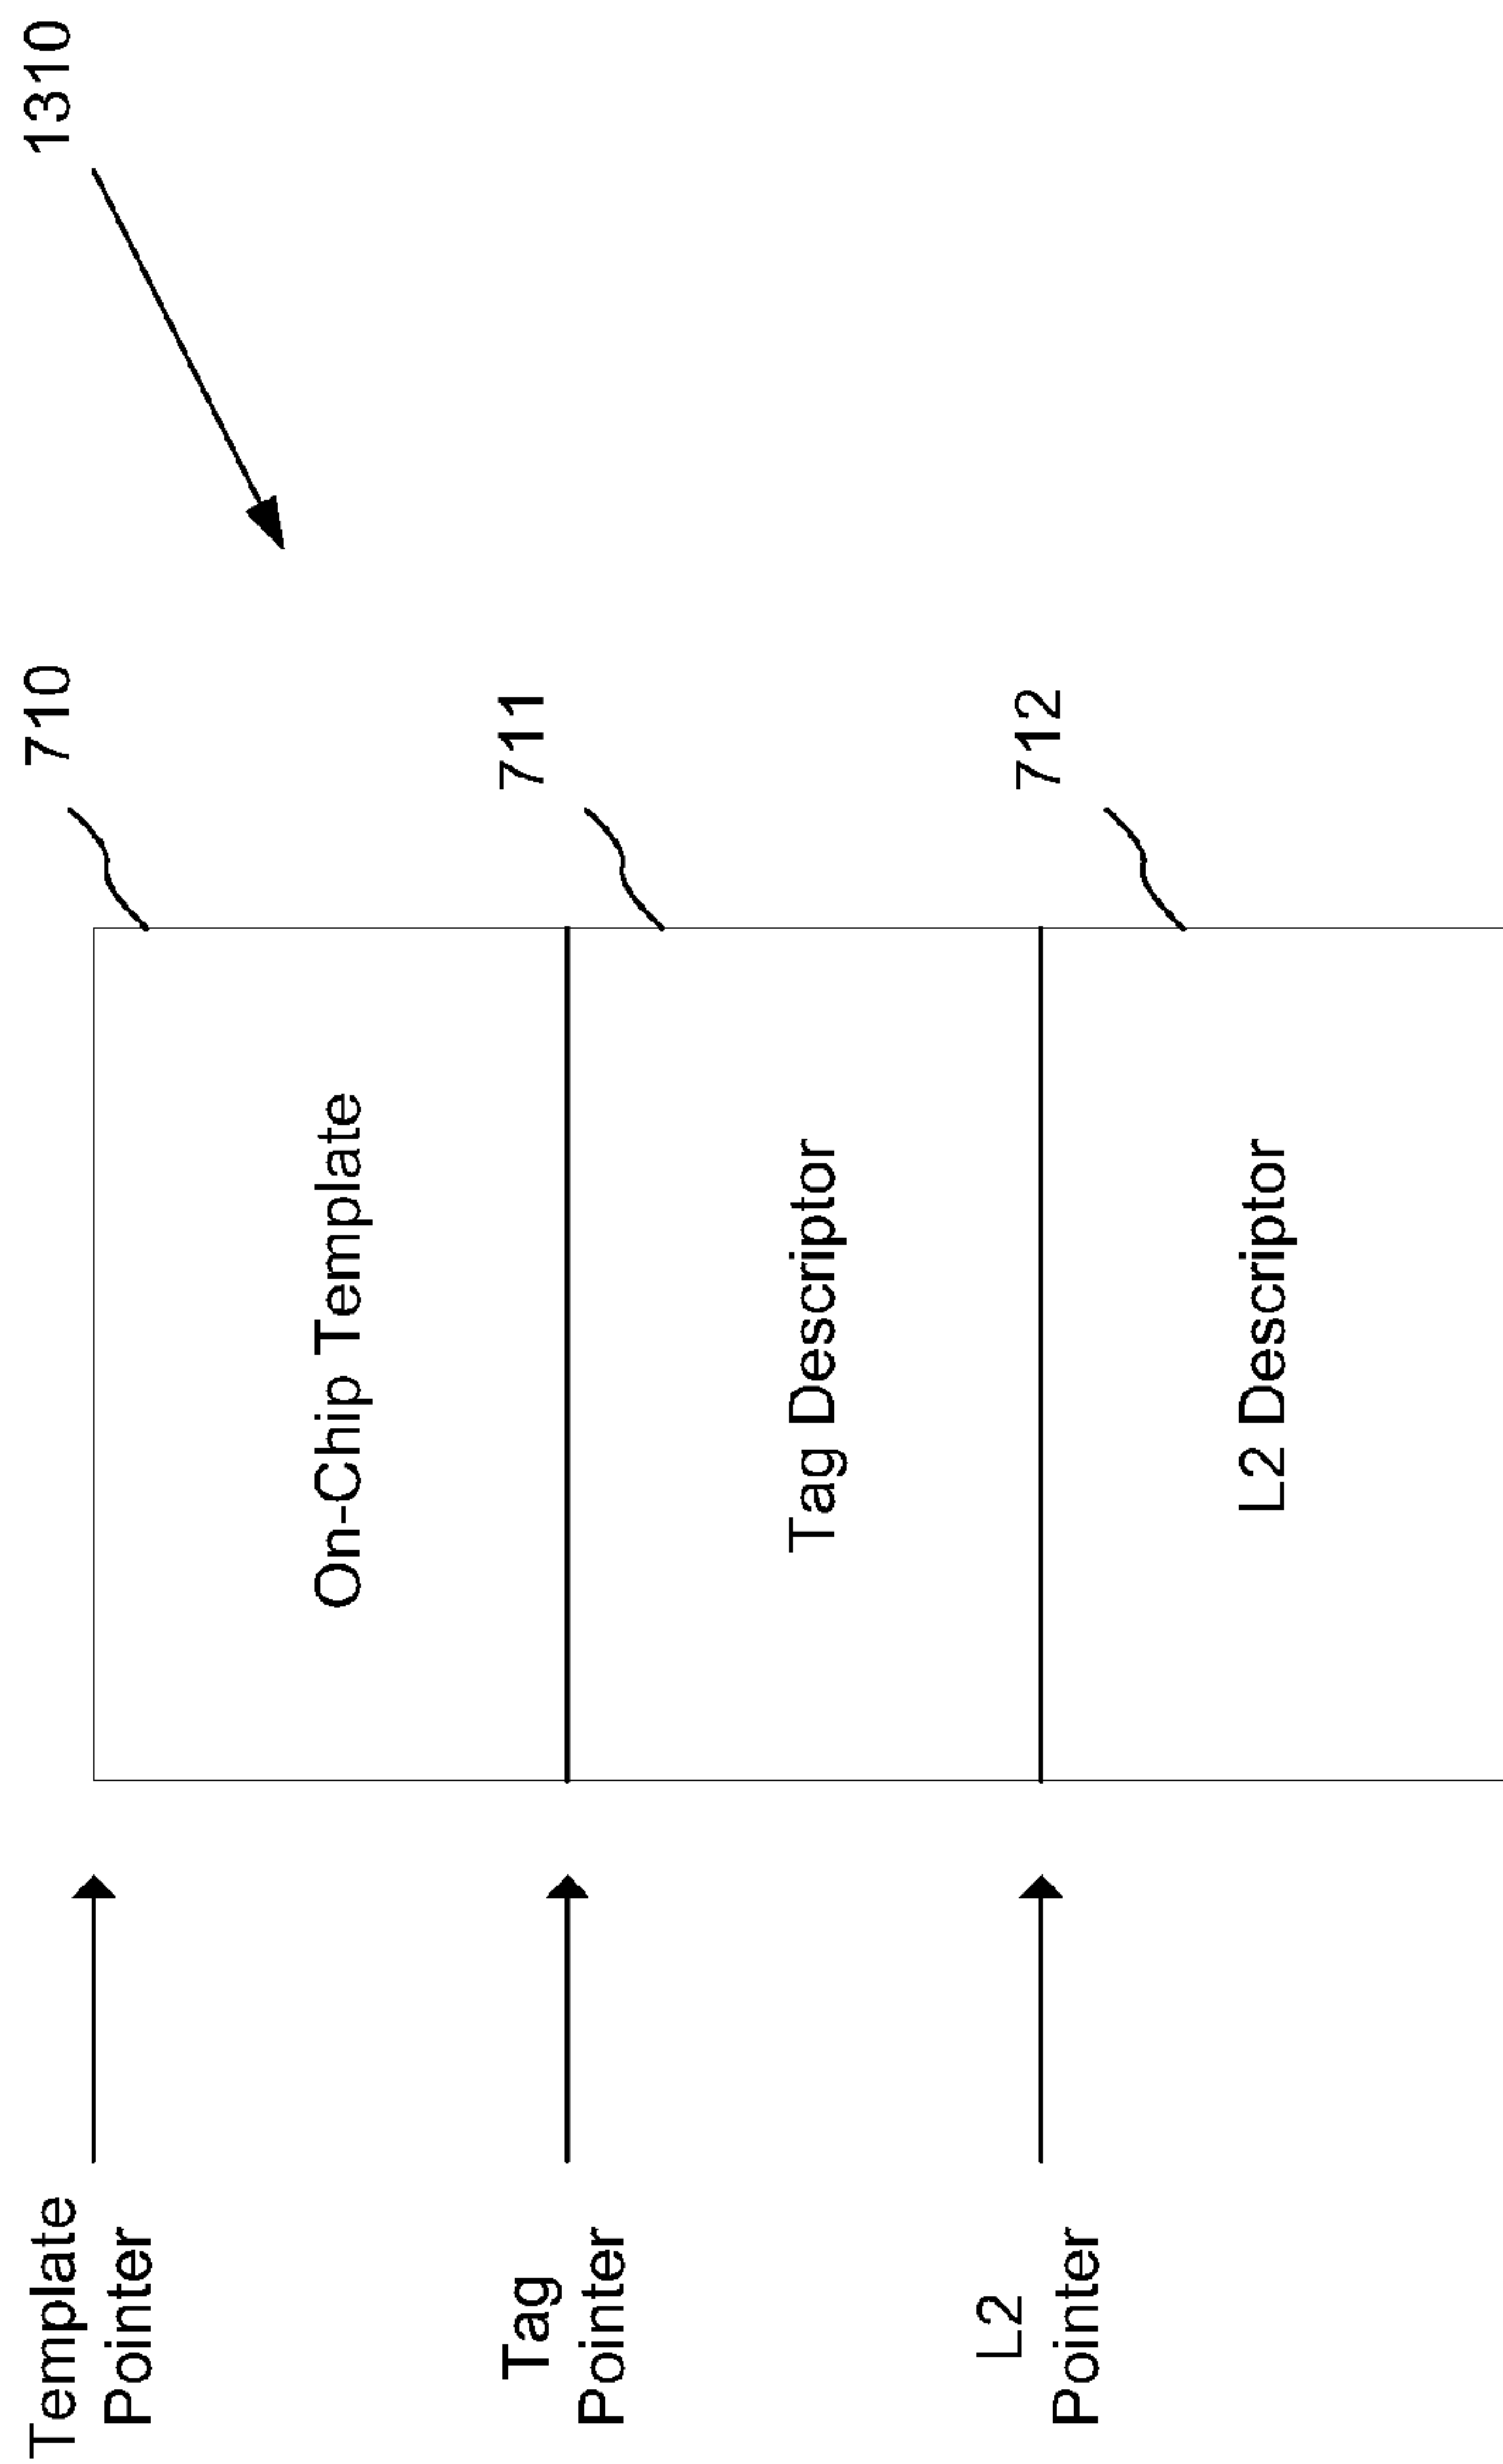 1310
710
Template
Pointer
On-Chip Template
711
Tag
Pointer
Tag Descriptor
712
L2
Pointer
L2 Descriptor